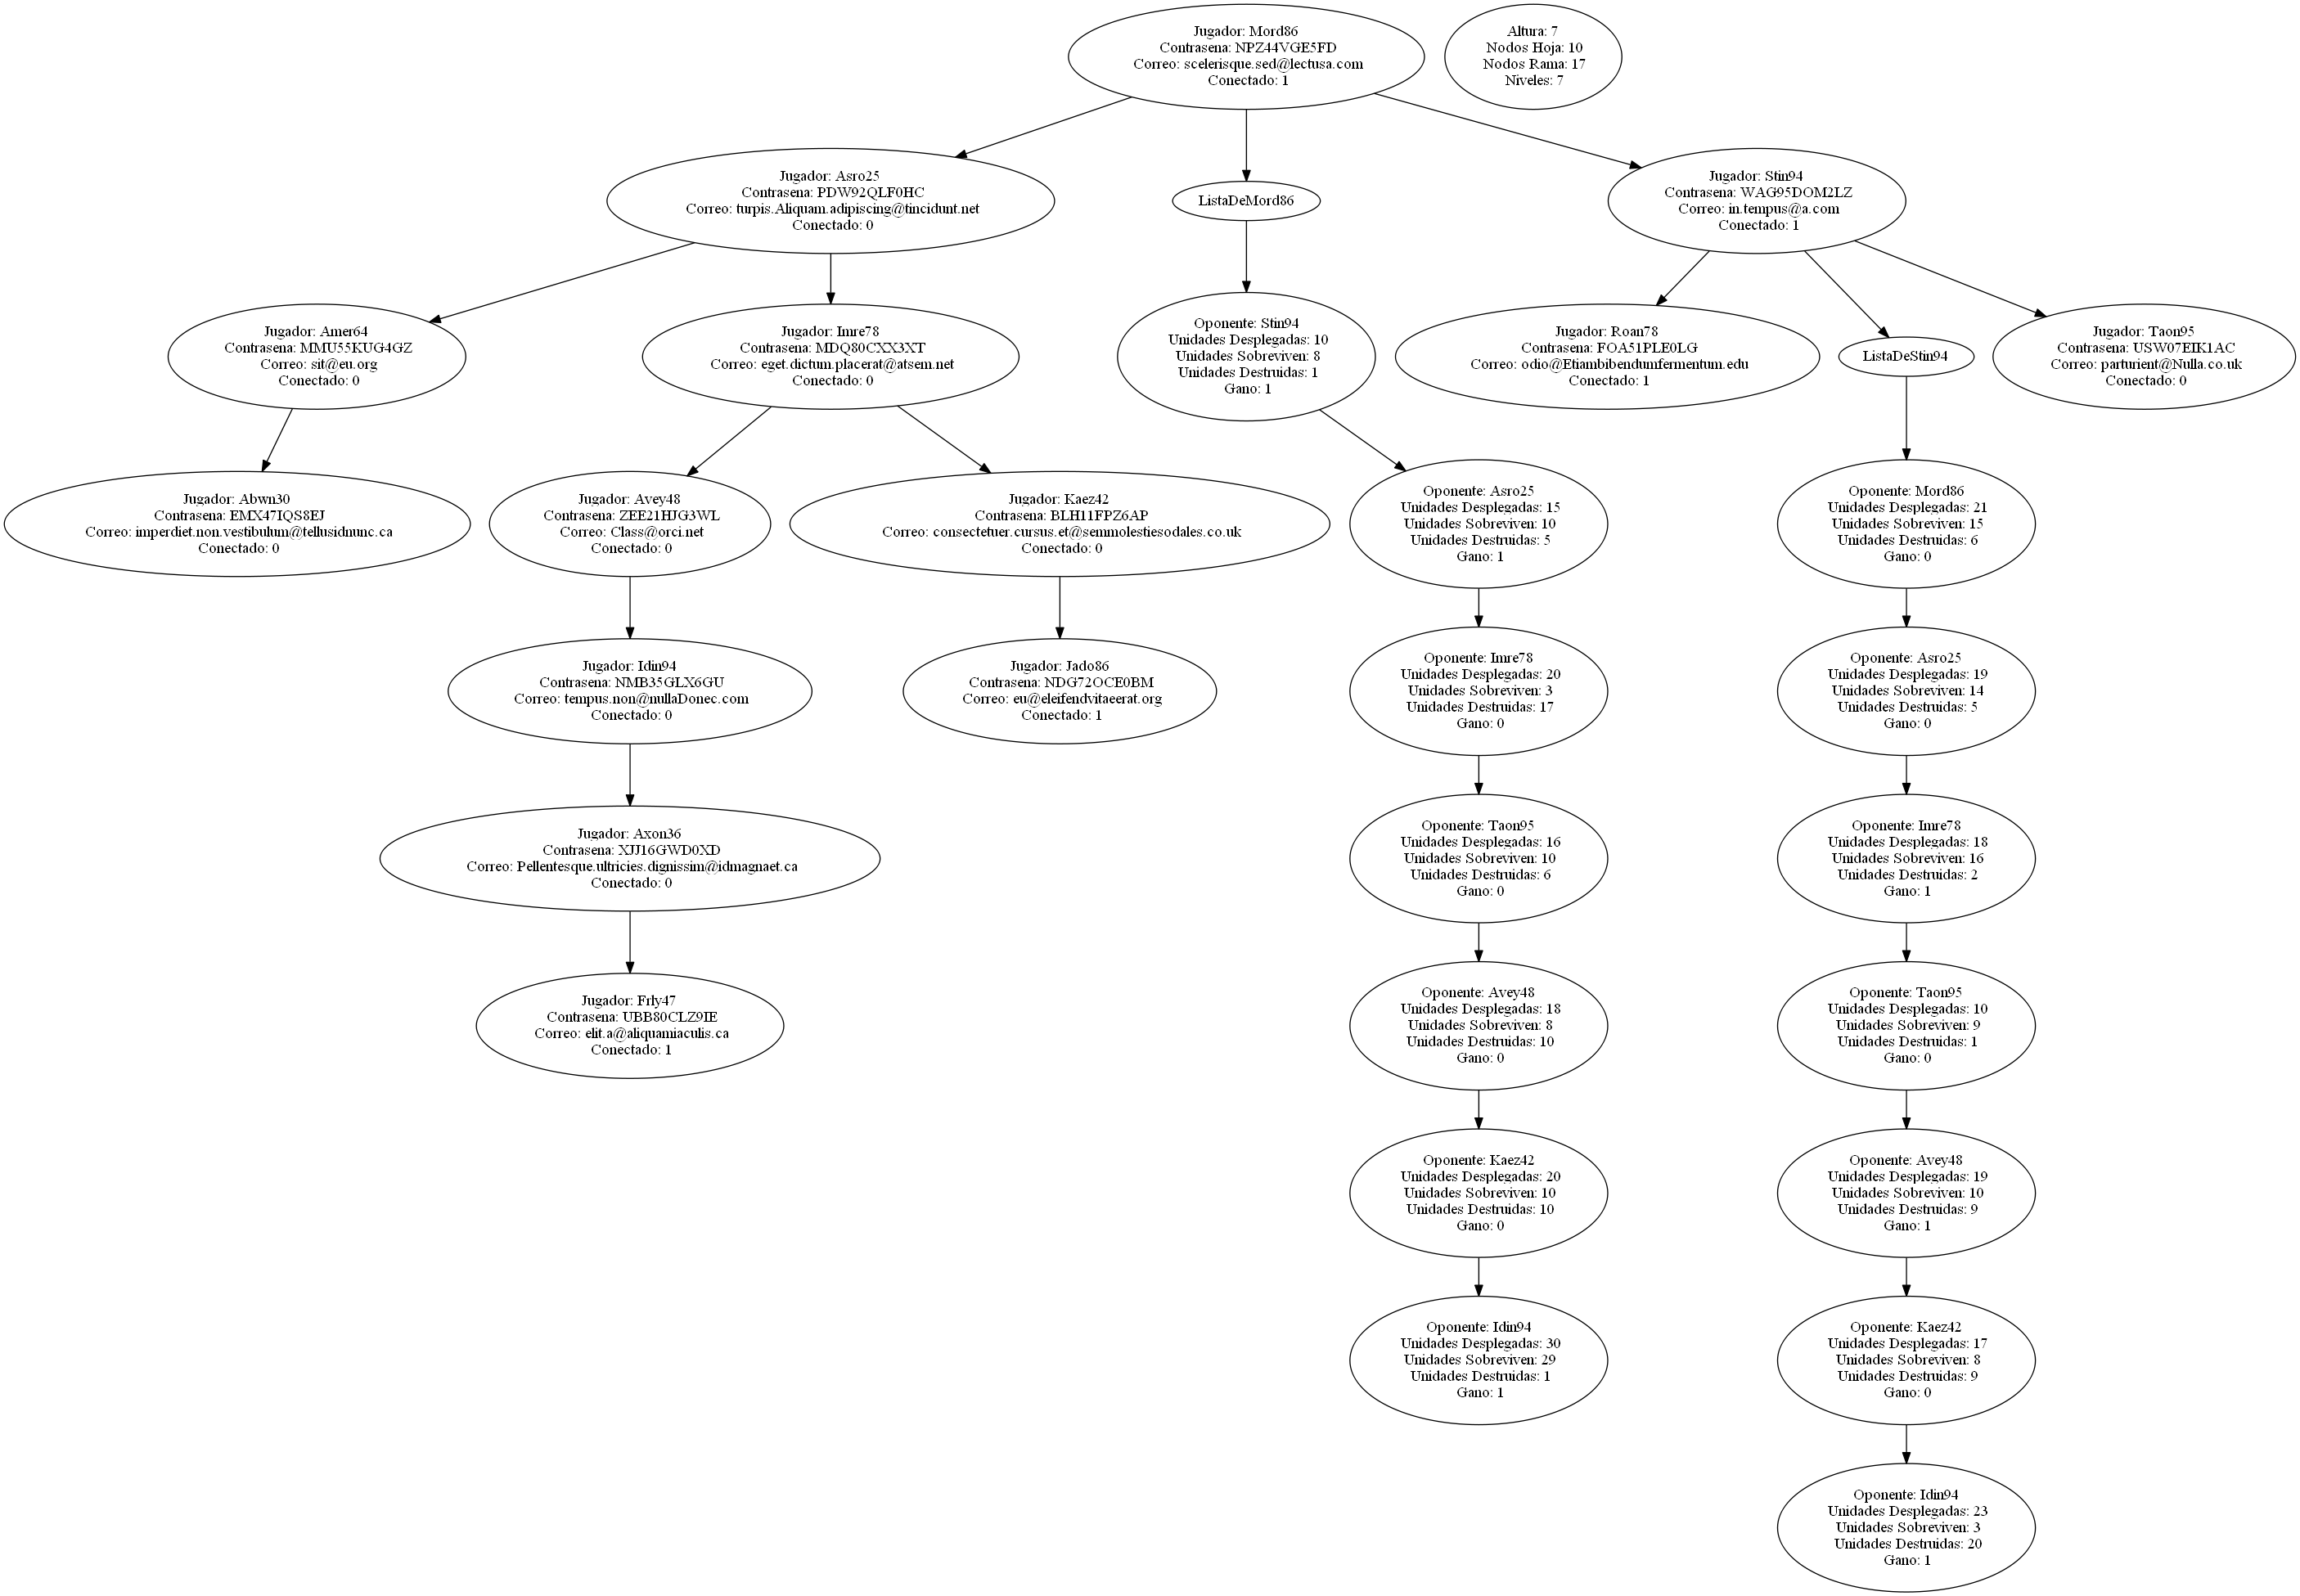 Jugador: Mord86
Contrasena: NPZ44VGE5FD
Correo: scelerisque.sed@lectusa.com
Conectado: 1
Altura: 7
Nodos Hoja: 10
Nodos Rama: 17
Niveles: 7
Jugador: Asro25
Contrasena: PDW92QLF0HC
Correo: turpis.Aliquam.adipiscing@tincidunt.net
Conectado: 0
ListaDeMord86
Jugador: Stin94
Contrasena: WAG95DOM2LZ
Correo: in.tempus@a.com
Conectado: 1
Jugador: Amer64
Contrasena: MMU55KUG4GZ
Correo: sit@eu.org
Conectado: 0
Jugador: Imre78
Contrasena: MDQ80CXX3XT
Correo: eget.dictum.placerat@atsem.net
Conectado: 0
Oponente: Stin94
Unidades Desplegadas: 10
Unidades Sobreviven: 8
Unidades Destruidas: 1
Gano: 1
Jugador: Roan78
Contrasena: FOA51PLE0LG
Correo: odio@Etiambibendumfermentum.edu
Conectado: 1
ListaDeStin94
Jugador: Taon95
Contrasena: USW07EIK1AC
Correo: parturient@Nulla.co.uk
Conectado: 0
Jugador: Abwn30
Contrasena: EMX47IQS8EJ
Correo: imperdiet.non.vestibulum@tellusidnunc.ca
Conectado: 0
Jugador: Avey48
Contrasena: ZEE21HJG3WL
Correo: Class@orci.net
Conectado: 0
Jugador: Kaez42
Contrasena: BLH11FPZ6AP
Correo: consectetuer.cursus.et@semmolestiesodales.co.uk
Conectado: 0
Oponente: Asro25
Unidades Desplegadas: 15
Unidades Sobreviven: 10
Unidades Destruidas: 5
Gano: 1
Oponente: Mord86
Unidades Desplegadas: 21
Unidades Sobreviven: 15
Unidades Destruidas: 6
Gano: 0
Jugador: Idin94
Contrasena: NMB35GLX6GU
Correo: tempus.non@nullaDonec.com
Conectado: 0
Jugador: Jado86
Contrasena: NDG72OCE0BM
Correo: eu@eleifendvitaeerat.org
Conectado: 1
Oponente: Imre78
Unidades Desplegadas: 20
Unidades Sobreviven: 3
Unidades Destruidas: 17
Gano: 0
Oponente: Asro25
Unidades Desplegadas: 19
Unidades Sobreviven: 14
Unidades Destruidas: 5
Gano: 0
Jugador: Axon36
Contrasena: XJJ16GWD0XD
Correo: Pellentesque.ultricies.dignissim@idmagnaet.ca
Conectado: 0
Oponente: Taon95
Unidades Desplegadas: 16
Unidades Sobreviven: 10
Unidades Destruidas: 6
Gano: 0
Oponente: Imre78
Unidades Desplegadas: 18
Unidades Sobreviven: 16
Unidades Destruidas: 2
Gano: 1
Jugador: Frly47
Contrasena: UBB80CLZ9IE
Correo: elit.a@aliquamiaculis.ca
Conectado: 1
Oponente: Avey48
Unidades Desplegadas: 18
Unidades Sobreviven: 8
Unidades Destruidas: 10
Gano: 0
Oponente: Taon95
Unidades Desplegadas: 10
Unidades Sobreviven: 9
Unidades Destruidas: 1
Gano: 0
Oponente: Kaez42
Unidades Desplegadas: 20
Unidades Sobreviven: 10
Unidades Destruidas: 10
Gano: 0
Oponente: Avey48
Unidades Desplegadas: 19
Unidades Sobreviven: 10
Unidades Destruidas: 9
Gano: 1
Oponente: Idin94
Unidades Desplegadas: 30
Unidades Sobreviven: 29
Unidades Destruidas: 1
Gano: 1
Oponente: Kaez42
Unidades Desplegadas: 17
Unidades Sobreviven: 8
Unidades Destruidas: 9
Gano: 0
Oponente: Idin94
Unidades Desplegadas: 23
Unidades Sobreviven: 3
Unidades Destruidas: 20
Gano: 1